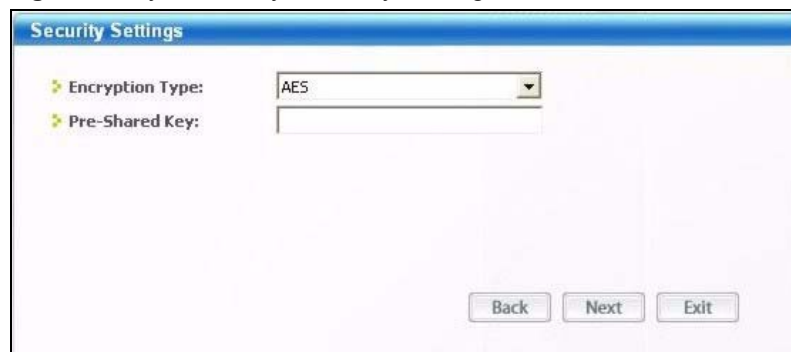 Security Settings
Encryption Type: AES
Pre-Shared Key:
Back Next Exit